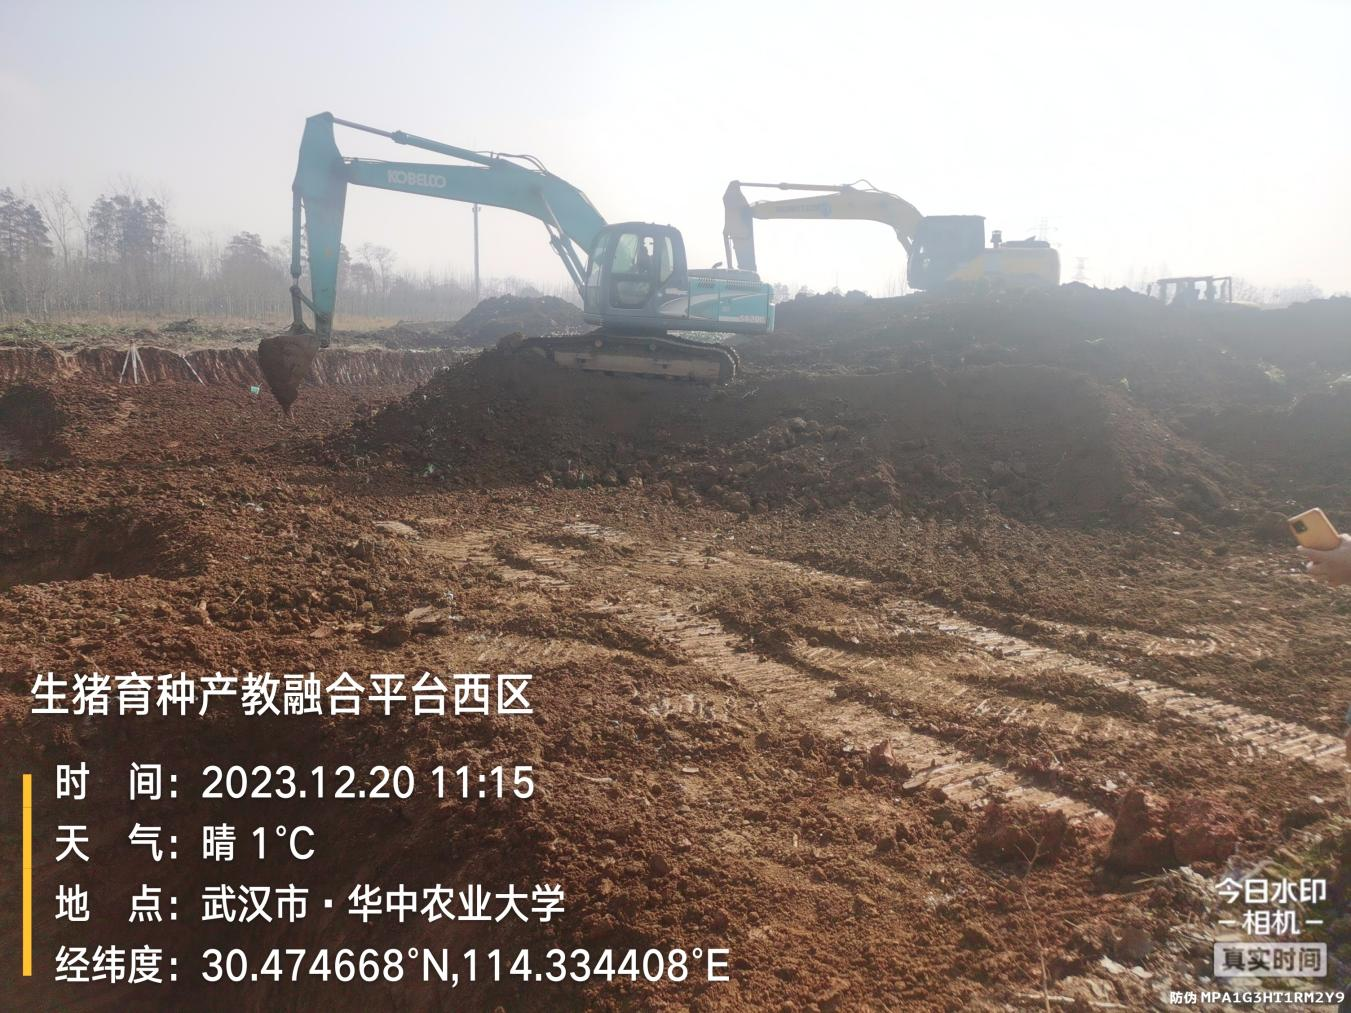 KOBELCO
生猪育种产教融合平台西区
时 间：2023.12.20 11:15
天 气：晴 1℃
地 点：武汉市·华中农业大学
经纬度：30.474668°N,114.334408°E
今日水印
-相机-
真实时间
防伪 MPA1G3HT1RM2Y9